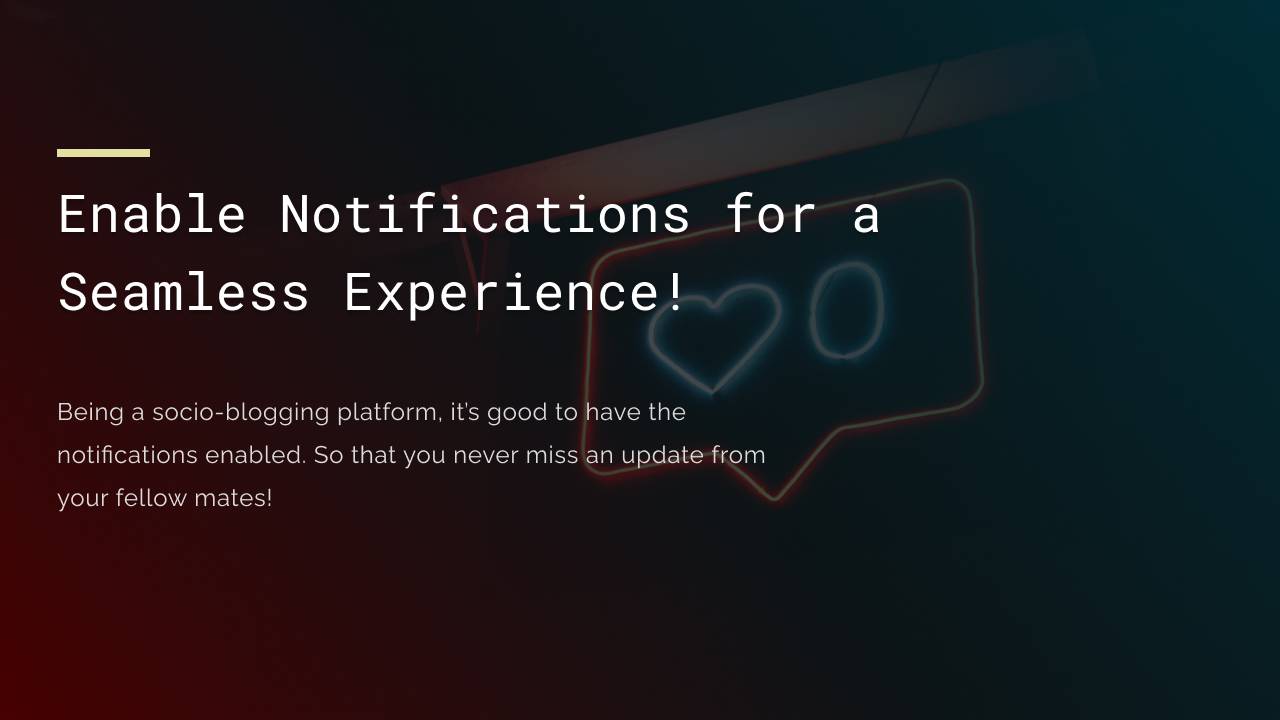 Enable Notifications for a
Seamless Experience!
Being a socio-blogging platform, it’s good to have the
notifications enabled. So that you never miss an update from
your fellow mates!
0